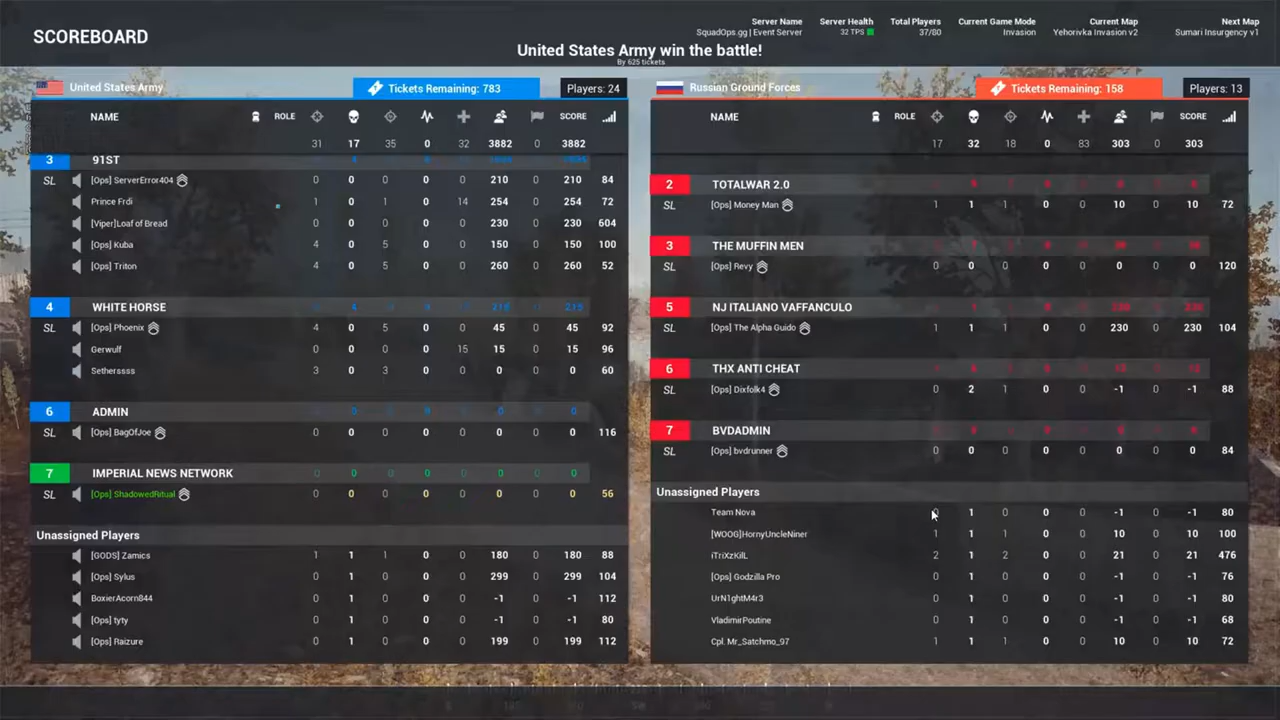 SCOREBOARD
Server Name Server Health Total Players Current Game Mode Current Map Next Map
SquadOps.gg | Event Server 32 TPS 37/80 Invasion Yehorivka Invasion v2 Sumari Insurgency v1
United States Army win the battle!
By 625 tickets.
United States Army Tickets Remaining: 783 Players: 24
NAME ROLE SCORE
31 17 35 0 32 3882 0 3882
3 91ST
SL [Ops] ServerError404 0 0 0 0 0 210 0 210 84
Prince Frdi 1 0 1 0 14 254 0 254 72
[Viper]Loaf of Bread 0 0 0 0 0 230 0 230 604
[Ops] Kuba 4 0 5 0 0 150 0 150 100
[Ops] Triton 4 0 5 0 0 260 0 260 52
4 WHITE HORSE
SL [Ops] Phoenix 4 0 5 0 0 45 0 45 92
Gerwulf 0 0 0 0 15 15 0 15 96
Setherssss 3 0 3 0 0 0 0 0 60
6 ADMIN 0 0 0 0
SL [Ops] BagOfJoe 0 0 0 0 0 0 0 0 116
7 IMPERIAL NEWS NETWORK 0 0 0 0 0 0 0 0
SL [Ops] ShadowedRitual 0 0 0 0 0 0 0 0 56
Unassigned Players
[GODS] Zamics 1 1 1 0 0 180 0 180 88
[Ops] Sylus 0 1 0 0 0 299 0 299 104
BoxierAcorn844 0 1 0 0 0 -1 0 -1 112
[Ops] tyty 0 1 0 0 0 -1 0 -1 80
[Ops] Raizure 0 1 0 0 0 199 0 199 112
Russian Ground Forces Tickets Remaining: 158 Players: 13
NAME ROLE SCORE
17 32 18 0 83 303 0 303
2 TOTALWAR 2.0
SL [Ops] Money Man 1 1 1 0 0 10 0 10 72
3 THE MUFFIN MEN
SL [Ops] Revy 0 0 0 0 0 0 0 0 120
5 NJ ITALIANO VAFFANCULO
SL [Ops] The Alpha Guido 1 1 1 0 0 230 0 230 104
6 THX ANTI CHEAT
SL [Ops] Dixfolk4 0 2 1 0 0 -1 0 -1 88
7 BVDADMIN
SL [Ops] bvdrunner 0 0 0 0 0 0 0 0 84
Unassigned Players
Team Nova 0 1 0 0 0 -1 0 -1 80
[WOOG]HornyUncleNiner 1 1 1 0 0 10 0 10 100
iTriXzKilL 2 1 2 0 0 21 0 21 476
[Ops] Godzilla Pro 0 1 0 0 0 -1 0 -1 76
UrN1ghtM4r3 0 1 0 0 0 -1 0 -1 80
VladimirPoutine 0 1 0 0 0 -1 0 -1 68
Cpl. Mr_Satchmo_97 1 1 1 0 0 10 0 10 72